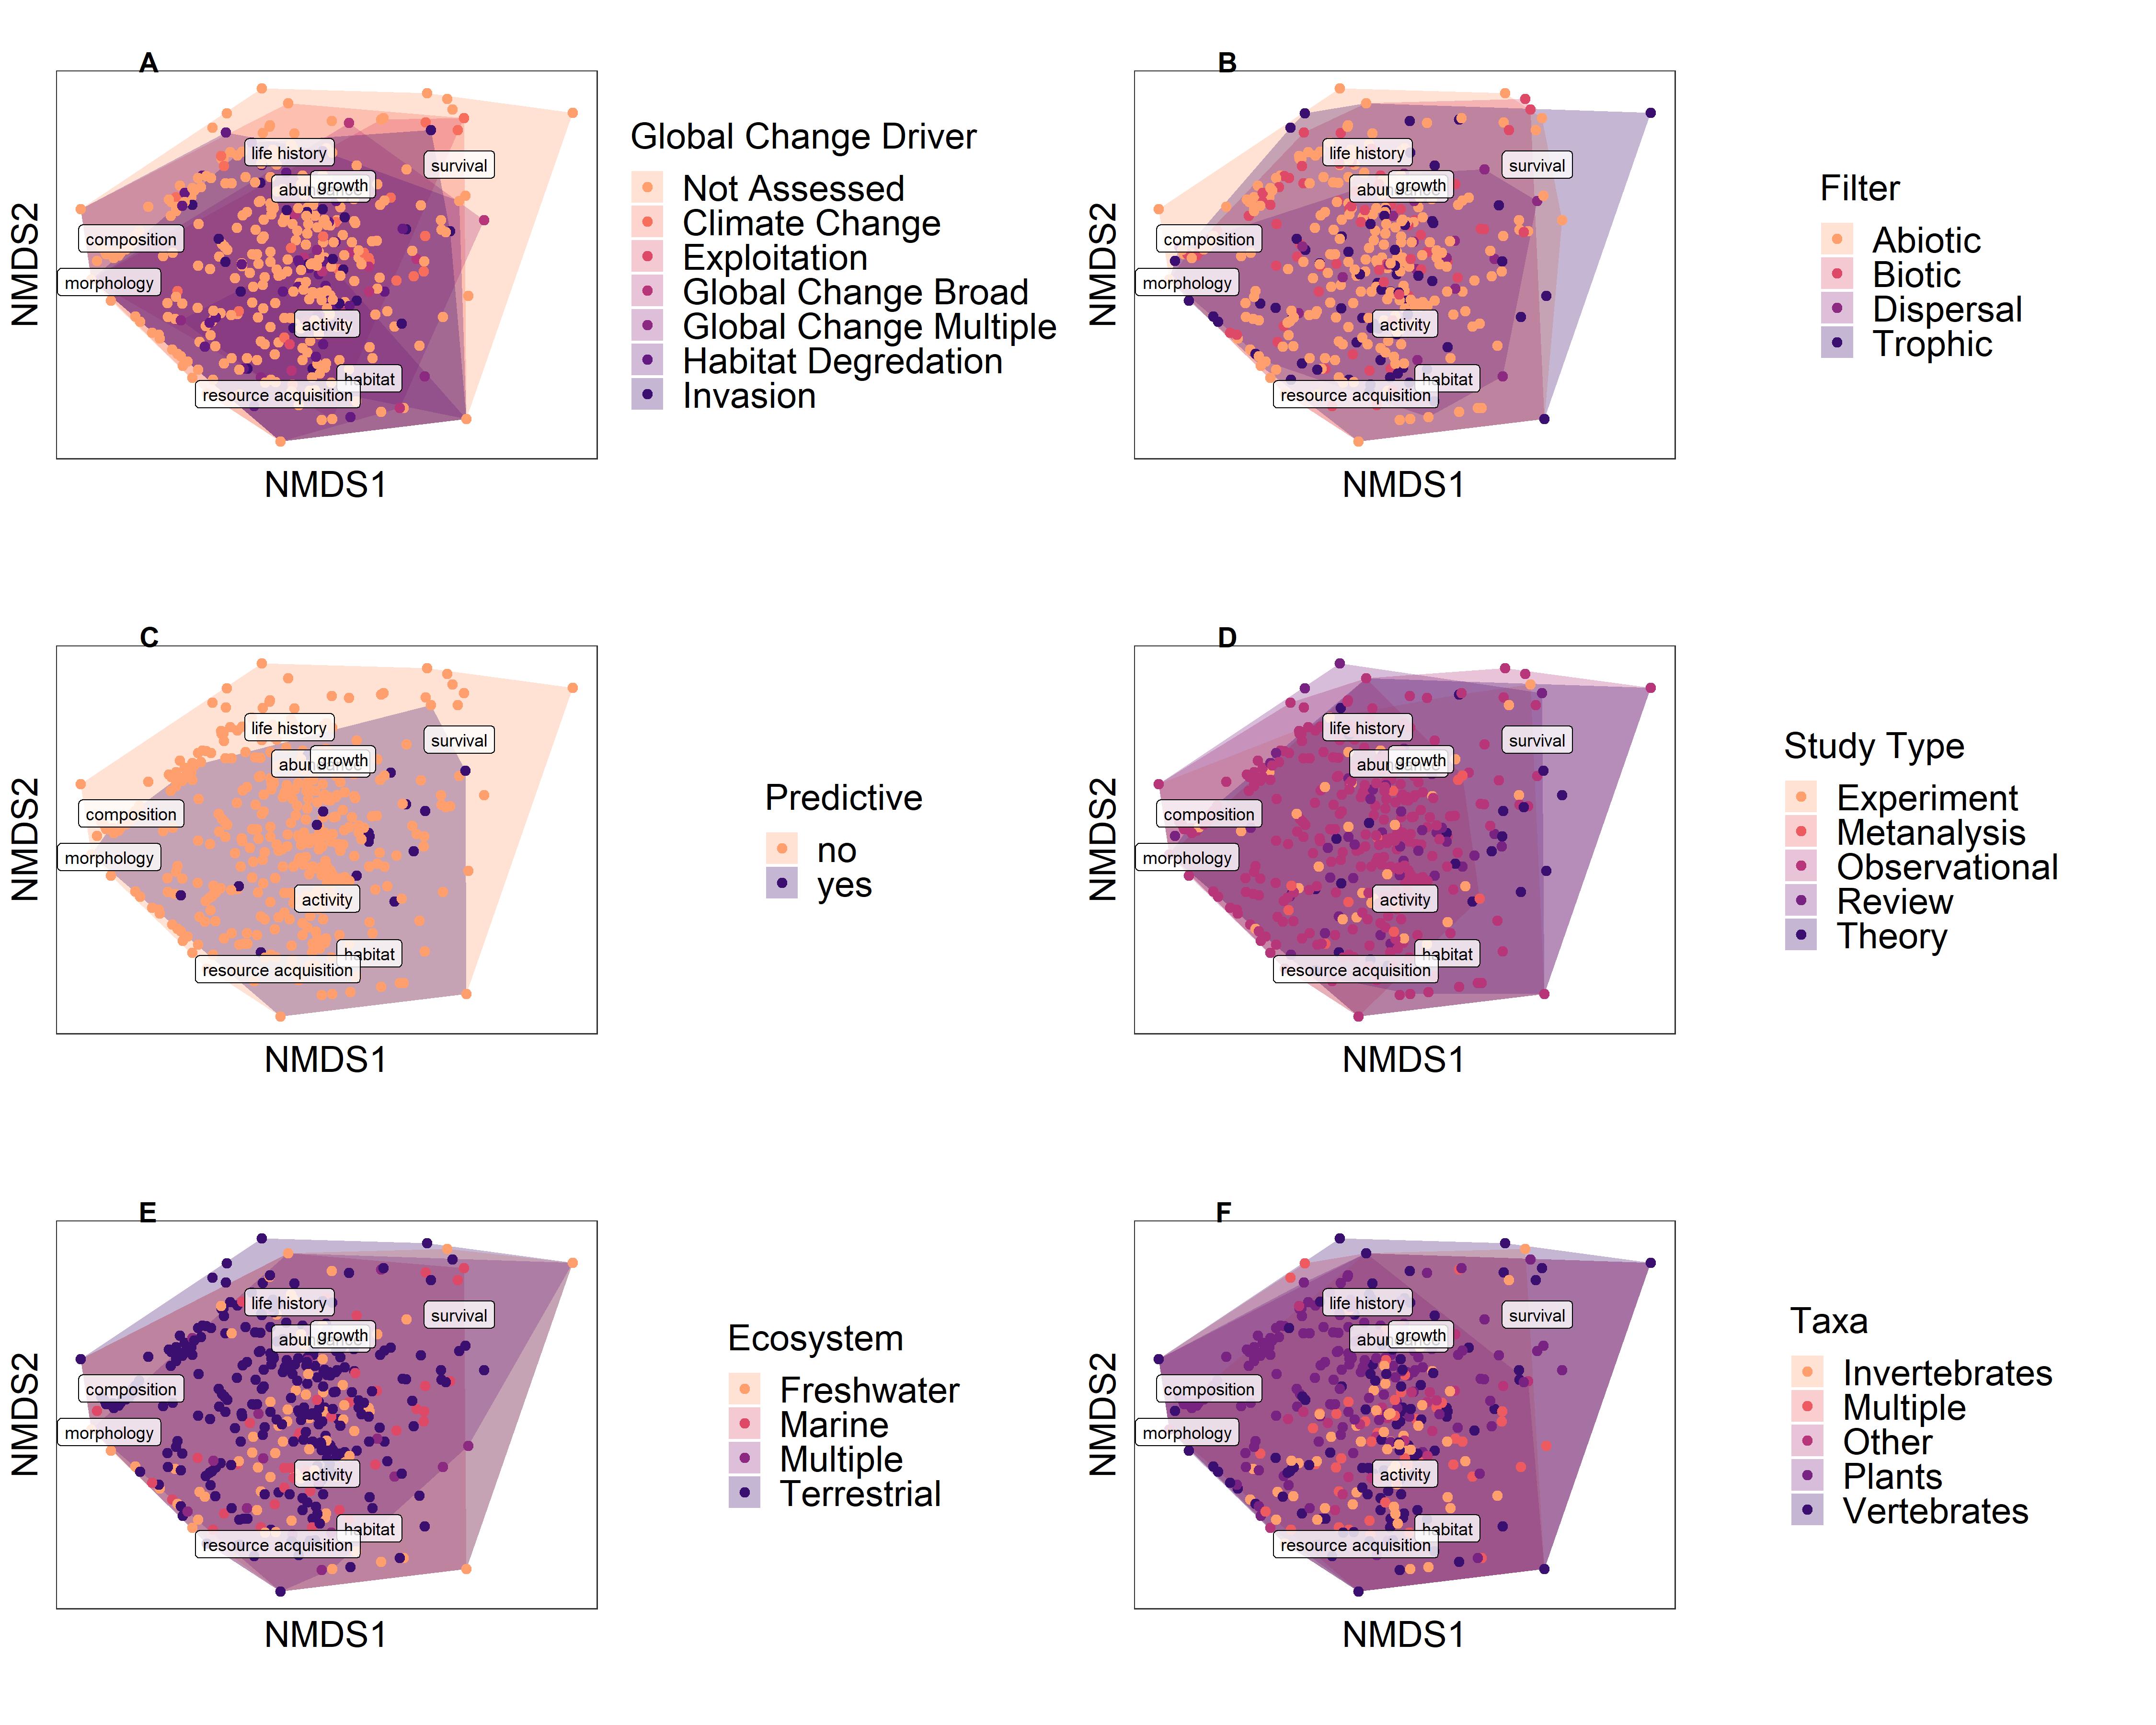 A
NMDS2
life history
survival
growth
composition
morphology
activity
habitat
resource acquisition
NMDS1
Global Change Driver
Not Assessed
Climate Change
Exploitation
Global Change Broad
Global Change Multiple
Habitat Degredation
Invasion
B
NMDS2
life history
survival
growth
composition
morphology
activity
habitat
resource acquisition
NMDS1
Filter
Abiotic
Biotic
Dispersal
Trophic
C
NMDS2
life history
survival
growth
composition
morphology
activity
habitat
resource acquisition
NMDS1
Predictive
no
yes
D
NMDS2
life history
survival
growth
composition
morphology
activity
habitat
resource acquisition
NMDS1
Study Type
Experiment
Metanalysis
Observational
Review
Theory
E
NMDS2
life history
survival
growth
composition
morphology
activity
habitat
resource acquisition
NMDS1
Ecosystem
Freshwater
Marine
Multiple
Terrestrial
F
NMDS2
life history
survival
growth
composition
morphology
activity
habitat
resource acquisition
NMDS1
Taxa
Invertebrates
Multiple
Other
Plants
Vertebrates